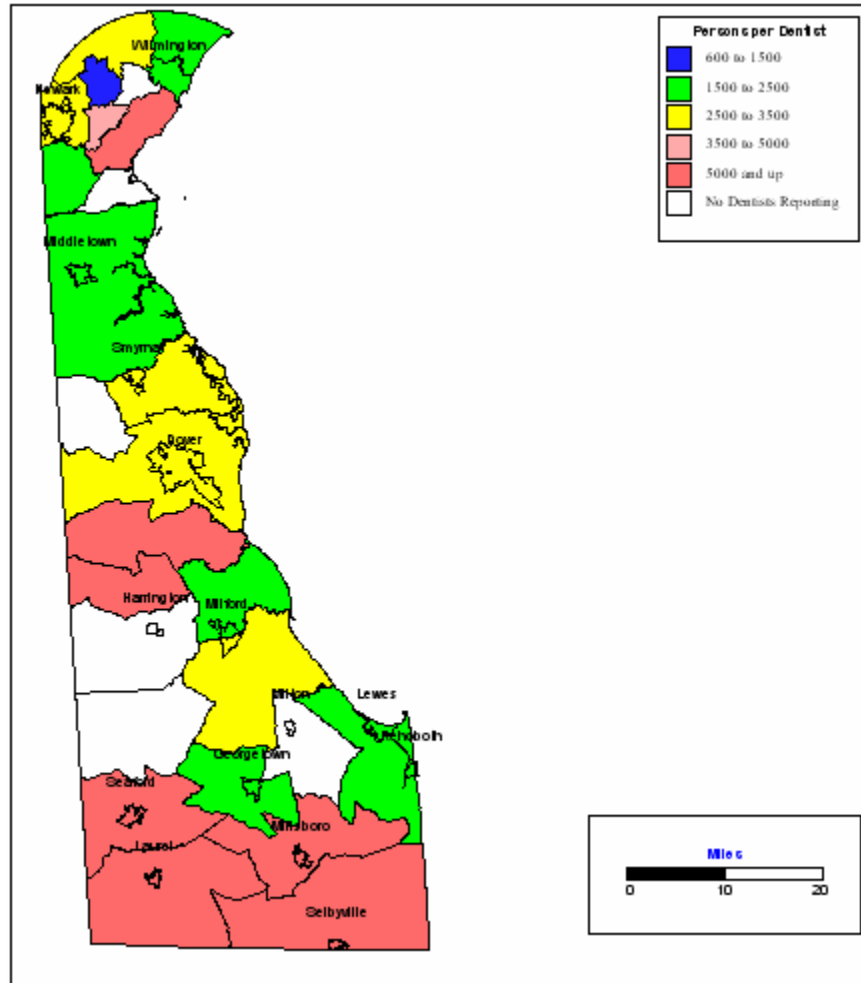 Persons per Dentist
600 to 1500
1500 to 2500
2500 to 3500
3500 to 5000
5000 and up
No Dentists Reporting
Wilmington
Newark
Middletown
Smyrna
Dover
Harrington
Milford
Milton
Lewes
Rehoboth
Georgetown
Seaford
Millsboro
Laurel
Selbyville
Miles
0 10 20